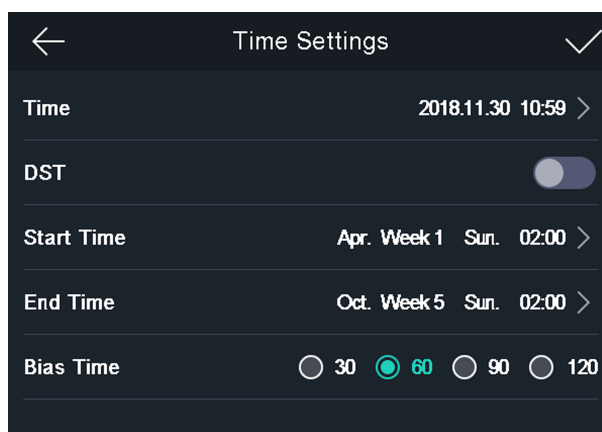 Time Settings
Time 2018.11.30 10:59
DST
Start Time Apr. Week 1 Sun. 02:00
End Time Oct. Week 5 Sun. 02:00
Bias Time 30 60 90 120